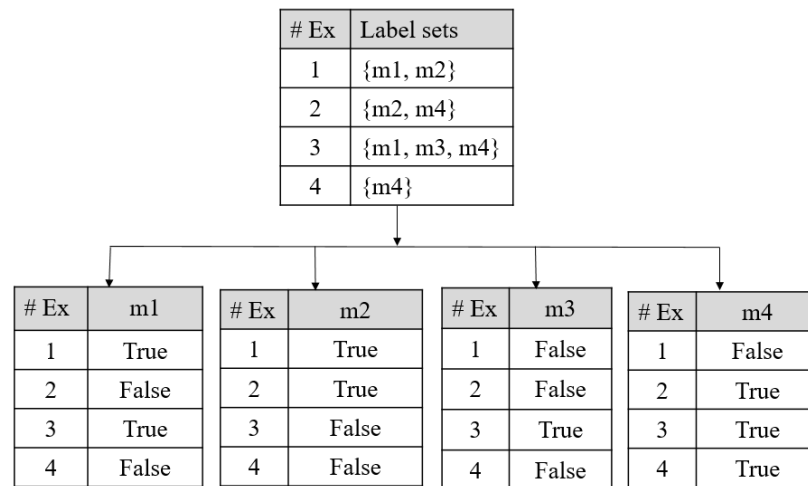 # Ex Label sets
1 {m1, m2}
2 {m2, m4}
3 {m1, m3, m4}
4 {m4}
# Ex m1
1 True
2 False
3 True
4 False
# Ex m2
1 True
2 True
3 False
4 False
# Ex m3
1 False
2 False
3 True
4 False
# Ex m4
1 False
2 True
3 True
4 True